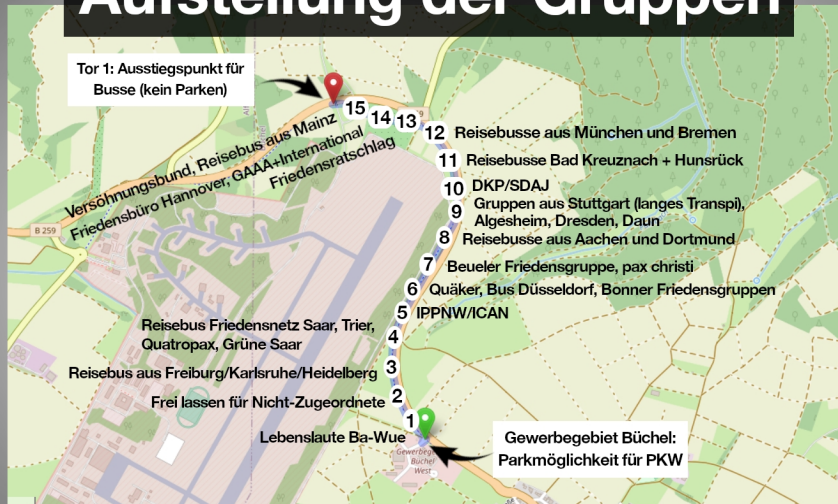 Aufstellung der Gruppen
Tor 1: Ausstiegspunkt für
Busse (kein Parken)
15
14
13
Versöhnungsbund, Reisebus aus Mainz
Friedensbüro Hannover, GAAA+International
Friedensratschlag
12 Reisebusse aus München und Bremen
11 Reisebusse Bad Kreuznach + Hunsrück
10 DKP/SDAJ
9 Gruppen aus Stuttgart (langes Transpi),
Algesheim, Dresden, Daun
B 259
8 Reisebusse aus Aachen und Dortmund
7 Beueler Friedensgruppe, pax christi
6 Quäker, Bus Düsseldorf, Bonner Friedensgruppen
5 IPPNW/ICAN
Reisebus Friedensnetz Saar, Trier,
Quatropax, Grüne Saar
4
Reisebus aus Freiburg/Karlsruhe/Heidelberg 3
Frei lassen für Nicht-Zugeordnete 2
Lebenslaute Ba-Wue 1
Gewerbegebiet Büchel:
Parkmöglichkeit für PKW
Büchel
West